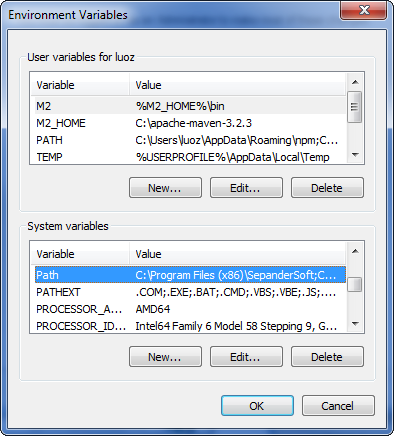 Environment Variables
User variables for luoz
Variable Value
M2 %M2_HOME%\bin
M2_HOME C:\apache-maven-3.2.3
PATH C:\Users\luoz\AppData\Roaming\npm;C...
TEMP %USERPROFILE%\AppData\Local\Temp
New... Edit... Delete
System variables
Variable Value
Path C:\Program Files (x86)\SepanderSoft;C...
PATHEXT .COM;.EXE;.BAT;.CMD;.VBS;.VBE;.JS;....
PROCESSOR_A... AMD64
PROCESSOR_ID... Intel64 Family 6 Model 58 Stepping 9, G...
New... Edit... Delete
OK Cancel